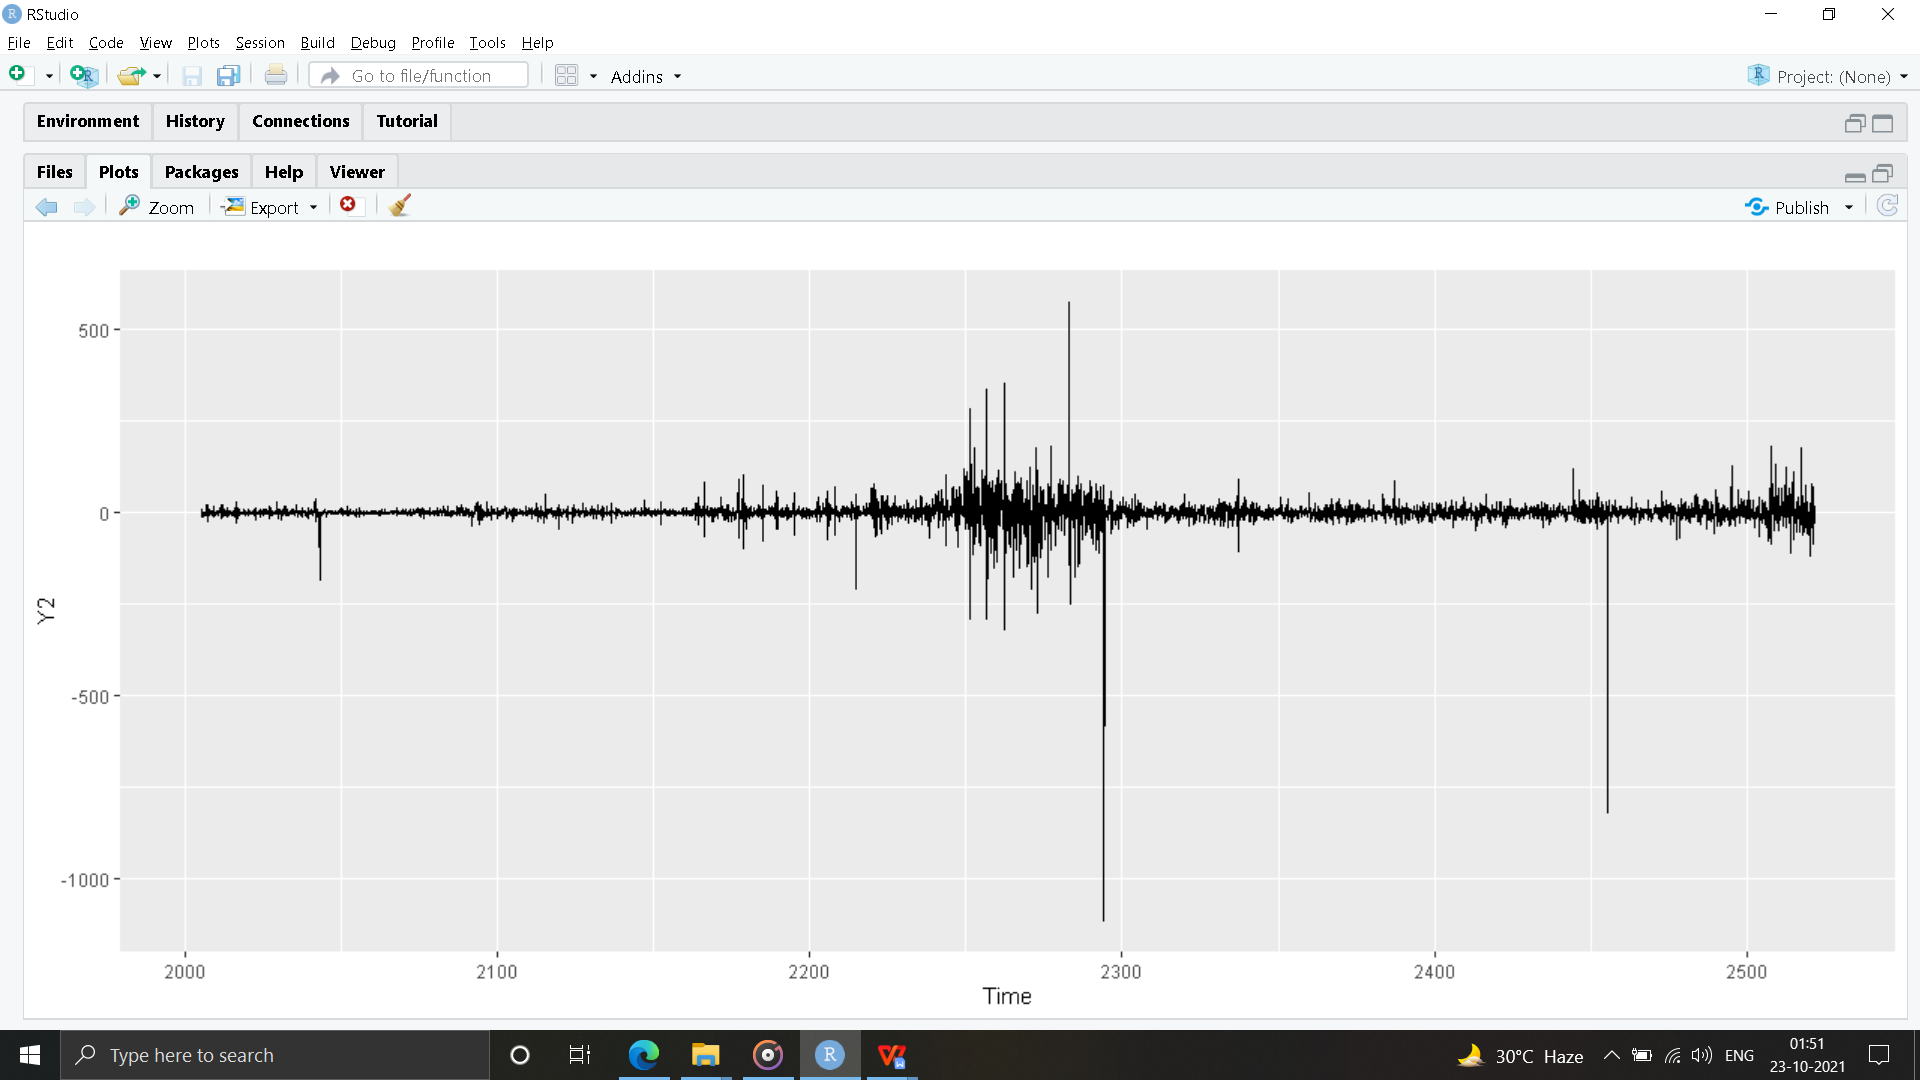 RStudio
File Edit Code View Plots Session Build Debug Profile Tools Help
Go to file/function Addins Project: (None)
Environment History Connections Tutorial
Files Plots Packages Help Viewer
Zoom Export Publish
500
0
-500
-1000
Y2
2000 2100 2200 2300 2400 2500
Time
Type here to search
30°C Haze ENG
01:51
23-10-2021